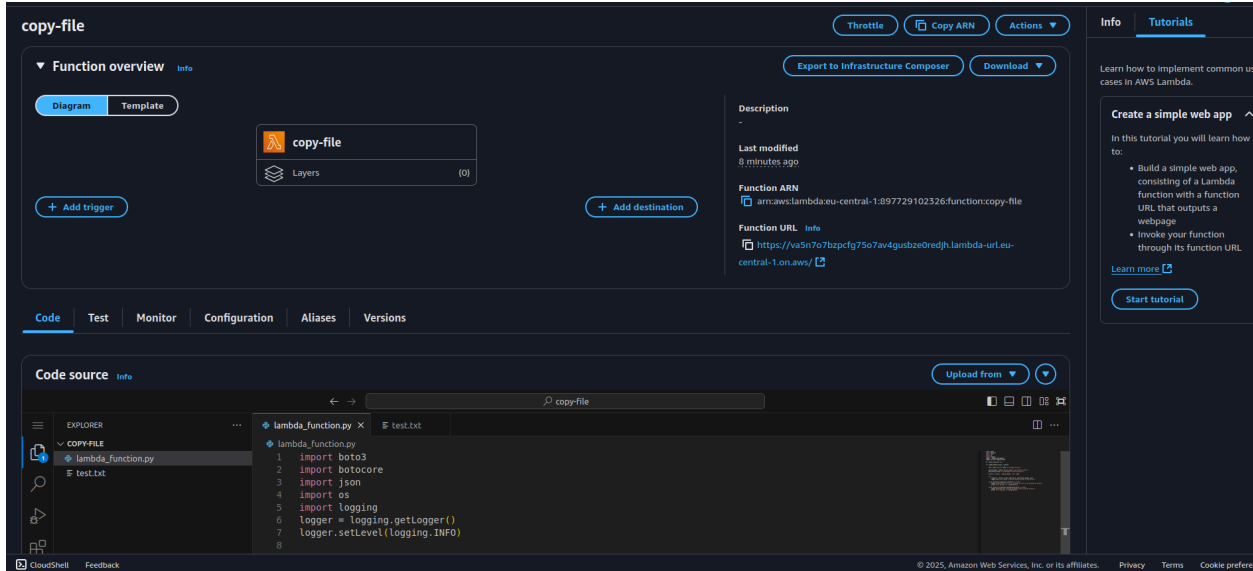 copy-file
Throttle
Copy ARN
Actions
Info
Tutorials
Function overview Info
Export to Infrastructure Composer
Download
Learn how to implement common us
cases in AWS Lambda.
Diagram
Template
copy-file
Layers
(0)
+ Add trigger
+ Add destination
Description
-
Last modified
8 minutes ago
Function ARN
arn:aws:lambda:eu-central-1:897729102326:function:copy-file
Function URL Info
https://va5n7o7bzpcfg75o7av4gusbze0redjh.lambda-url.eu-
central-1.on.aws/
Create a simple web app
In this tutorial you will learn how
to:
• Build a simple web app,
consisting of a Lambda
function with a function
URL that outputs a
webpage
• Invoke your function
through its function URL
Learn more
Start tutorial
Code
Test
Monitor
Configuration
Aliases
Versions
Code source Info
Upload from
copy-file
EXPLORER
COPY-FILE
lambda_function.py
test.txt
lambda_function.py
test.txt
lambda_function.py
1 import boto3
2 import botocore
3 import json
4 import os
5 import logging
6 logger = logging.getLogger()
7 logger.setLevel(logging.INFO)
8
CloudShell
Feedback
© 2025, Amazon Web Services, Inc. or its affiliates.
Privacy
Terms
Cookie prefere